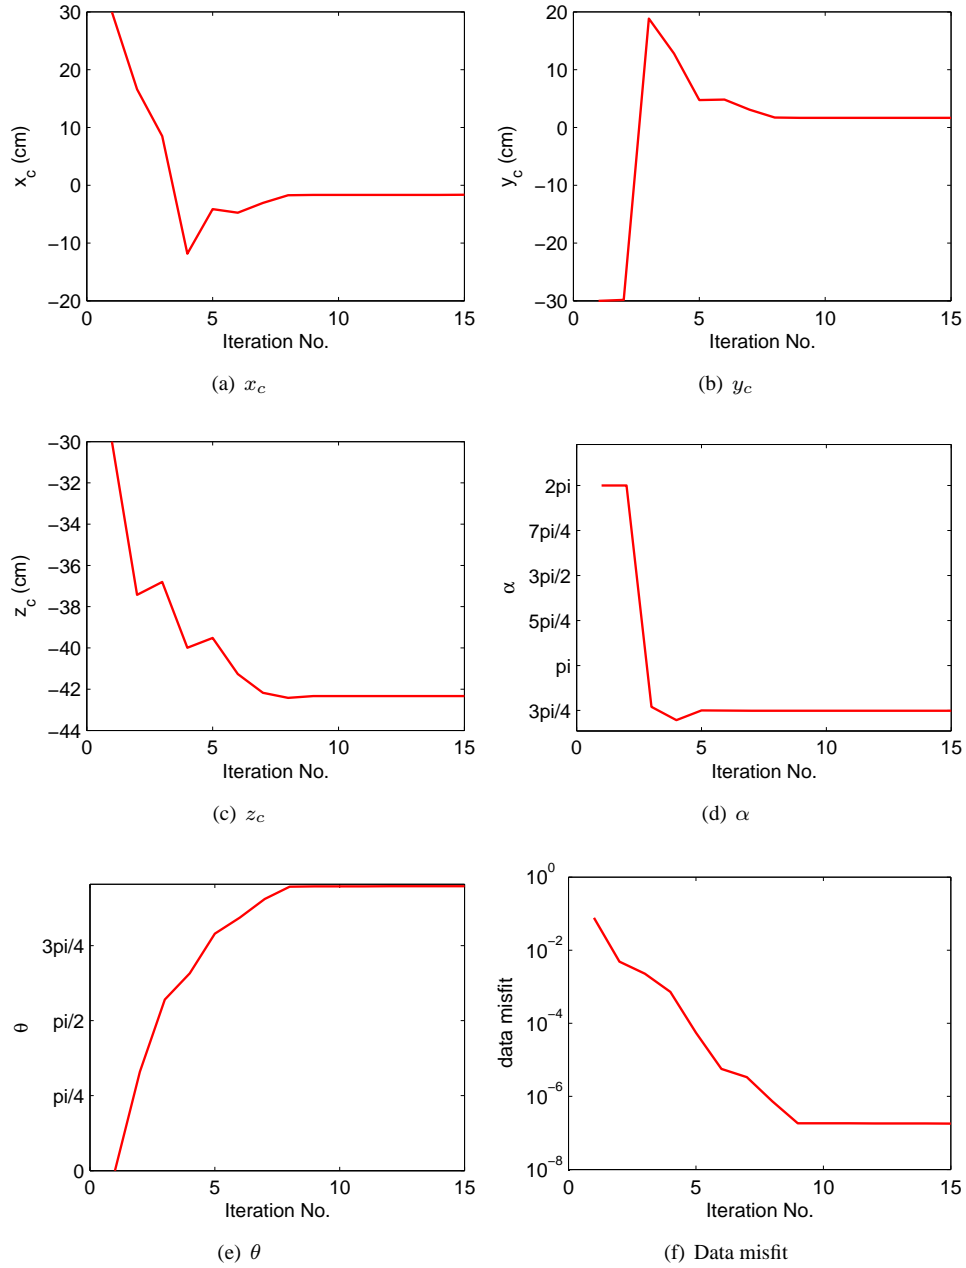 30
20
10
0
−10
−20
x_c (cm)
0 5 10 15
Iteration No.
(a) x_c
20
10
0
−10
−20
−30
y_c (cm)
0 5 10 15
Iteration No.
(b) y_c
−30
−32
−34
−36
−38
−40
−42
−44
z_c (cm)
0 5 10 15
Iteration No.
(c) z_c
2pi
7pi/4
3pi/2
5pi/4
pi
3pi/4
α
0 5 10 15
Iteration No.
(d) α
3pi/4
pi/2
pi/4
0
θ
0 5 10 15
Iteration No.
(e) θ
10^0
10^−2
10^−4
10^−6
10^−8
data misfit
0 5 10 15
Iteration No.
(f) Data misfit